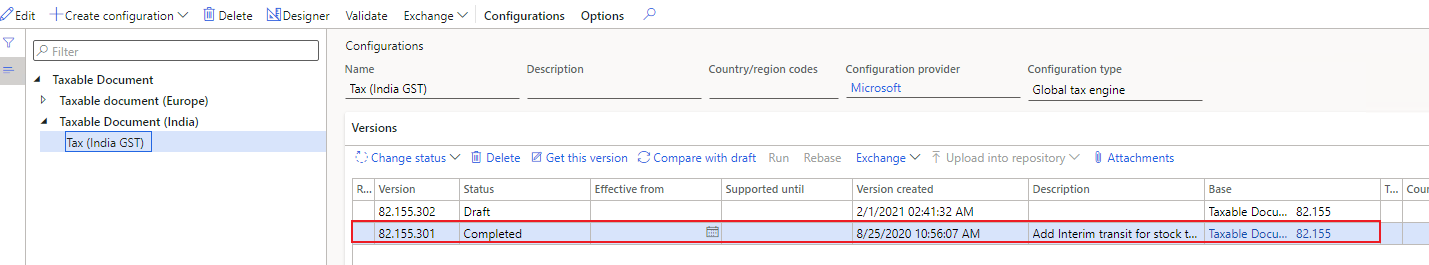 Edit Create configuration Delete Designer Validate Exchange Configurations Options
Filter
Taxable Document
Taxable document (Europe)
Taxable Document (India)
Tax (India GST)
Configurations
Name Description Country/region codes Configuration provider Configuration type
Tax (India GST) Microsoft Global tax engine
Versions
Change status Delete Get this version Compare with draft Run Rebase Exchange Upload into repository Attachments
R... Version Status Effective from Supported until Version created Description Base T... Cour
82.155.302 Draft 2/1/2021 02:41:32 AM Taxable Docu... 82.155
82.155.301 Completed 8/25/2020 10:56:07 AM Add Interim transit for stock t... Taxable Docu... 82.155